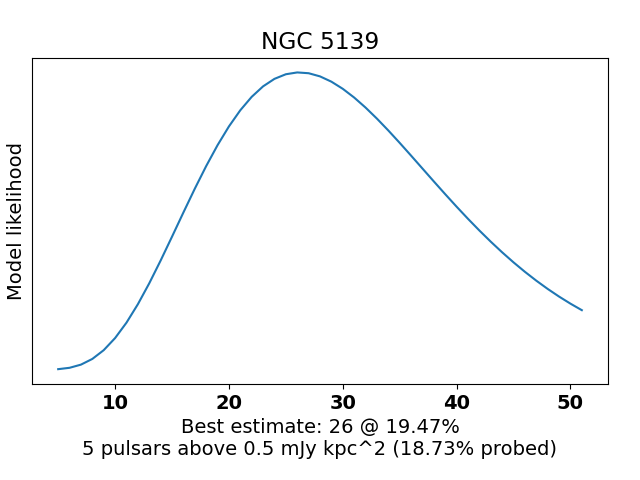 NGC 5139
Model likelihood
10 20 30 40 50
Best estimate: 26 @ 19.47%
5 pulsars above 0.5 mJy kpc^2 (18.73% probed)